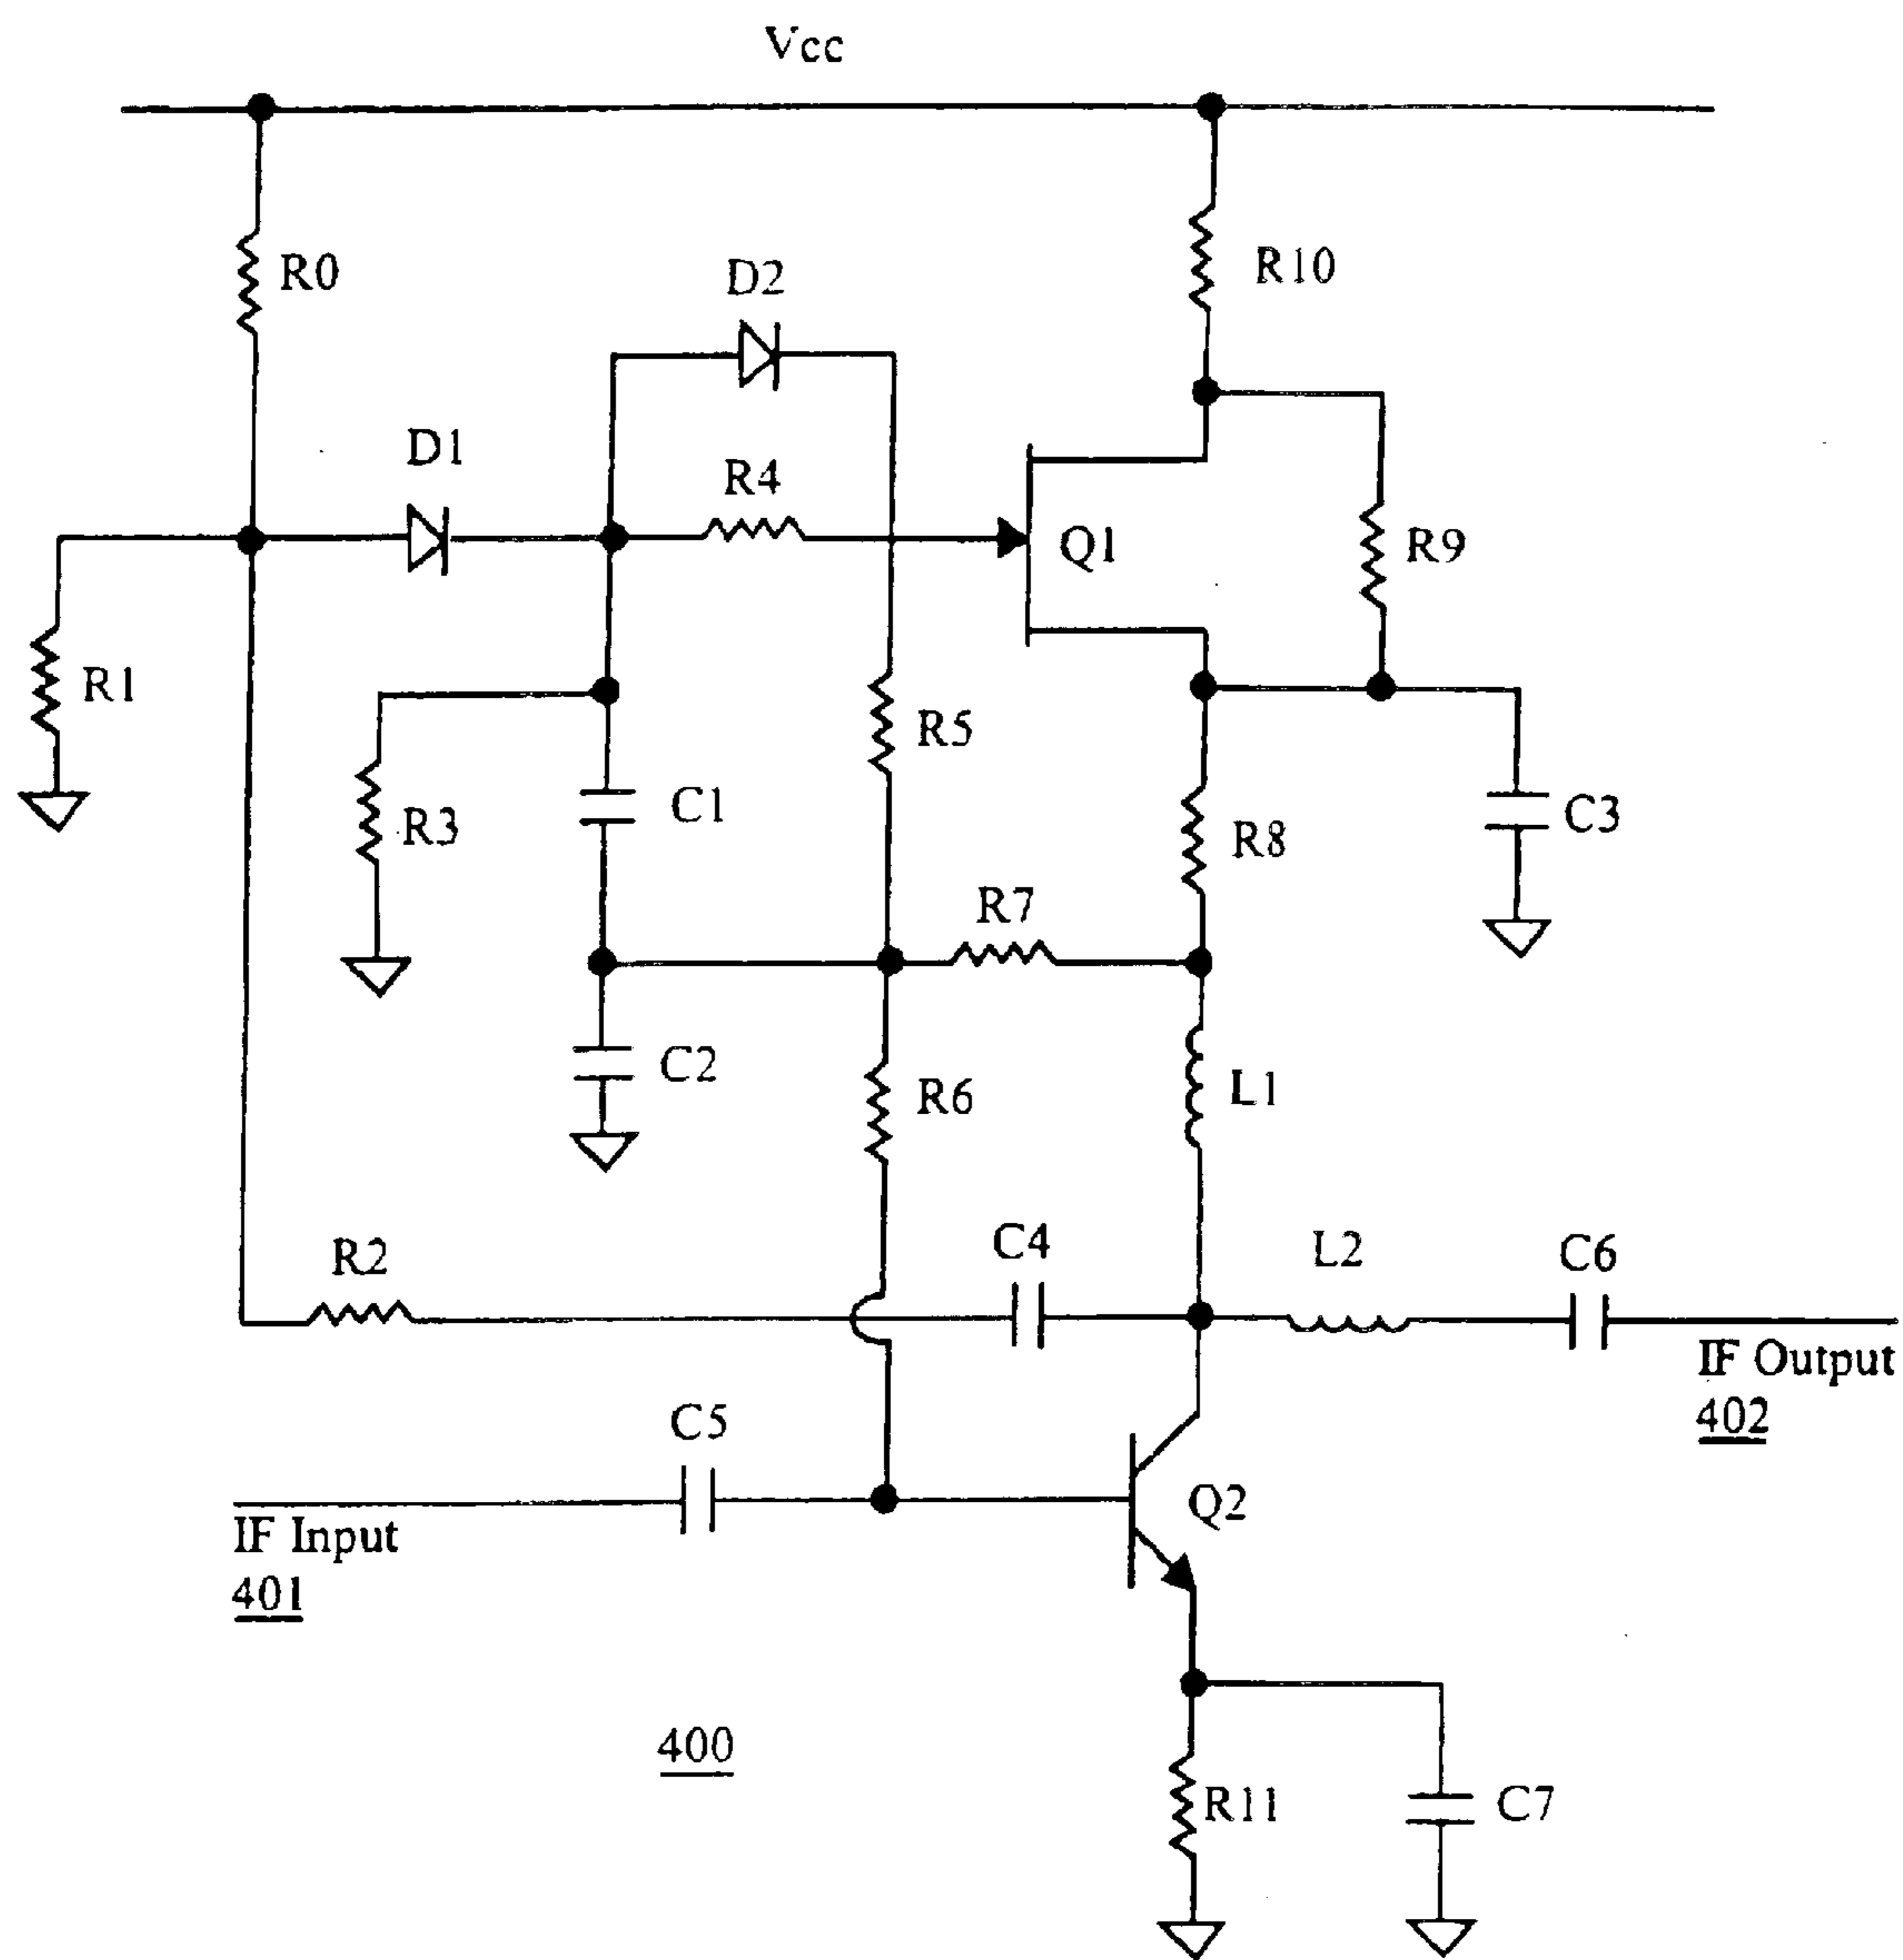 Vcc
R0
D2
R10
D1
R4
Q1
R9
R1
R5
R3
C1
R8
C3
R7
C2
R6
L1
R2
C4
L2
C6
IF Output
402
C5
Q2
IF Input
401
400
R11
C7